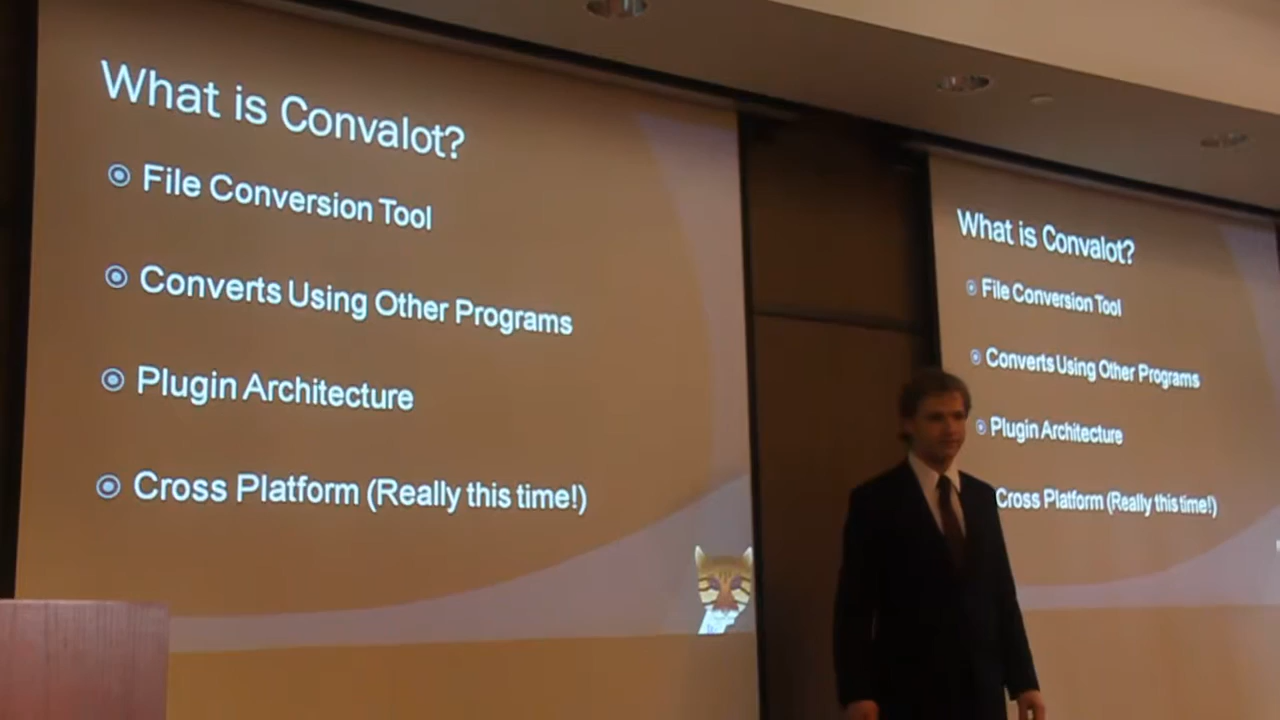 What is Convalot?
File Conversion Tool
Converts Using Other Programs
Plugin Architecture
Cross Platform (Really this time!)
What is Convalot?
File Conversion Tool
Converts Using Other Programs
Plugin Architecture
Cross Platform (Really this time!)